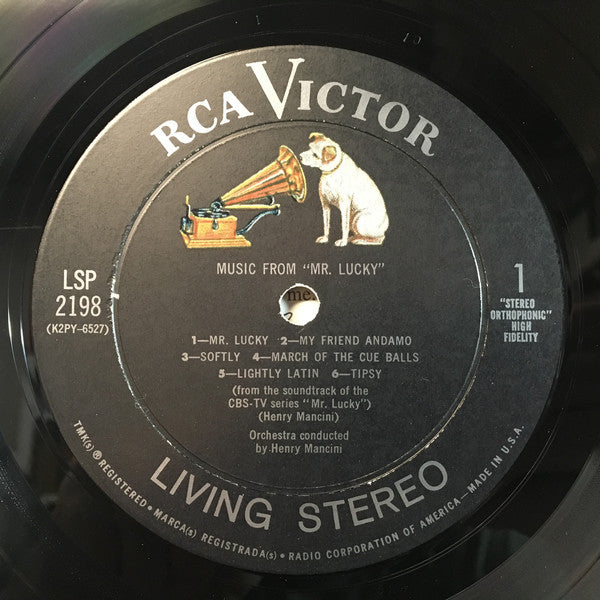 1
RCA VICTOR
MUSIC FROM "MR. LUCKY"
LSP
2198
(K2PY-6527)
1
"STEREO
ORTHOPHONIC"
HIGH
FIDELITY
me.
1—MR. LUCKY 2—MY FRIEND ANDAMO
3—SOFTLY 4—MARCH OF THE CUE BALLS
5—LIGHTLY LATIN 6—TIPSY
(from the soundtrack of the
CBS-TV series "Mr. Lucky")
(Henry Mancini)
Orchestra conducted
by Henry Mancini
LIVING STEREO
TMK(s) ® REGISTERED • MARCA(s) REGISTRADA(s) • RADIO CORPORATION OF AMERICA—MADE IN U.S.A.